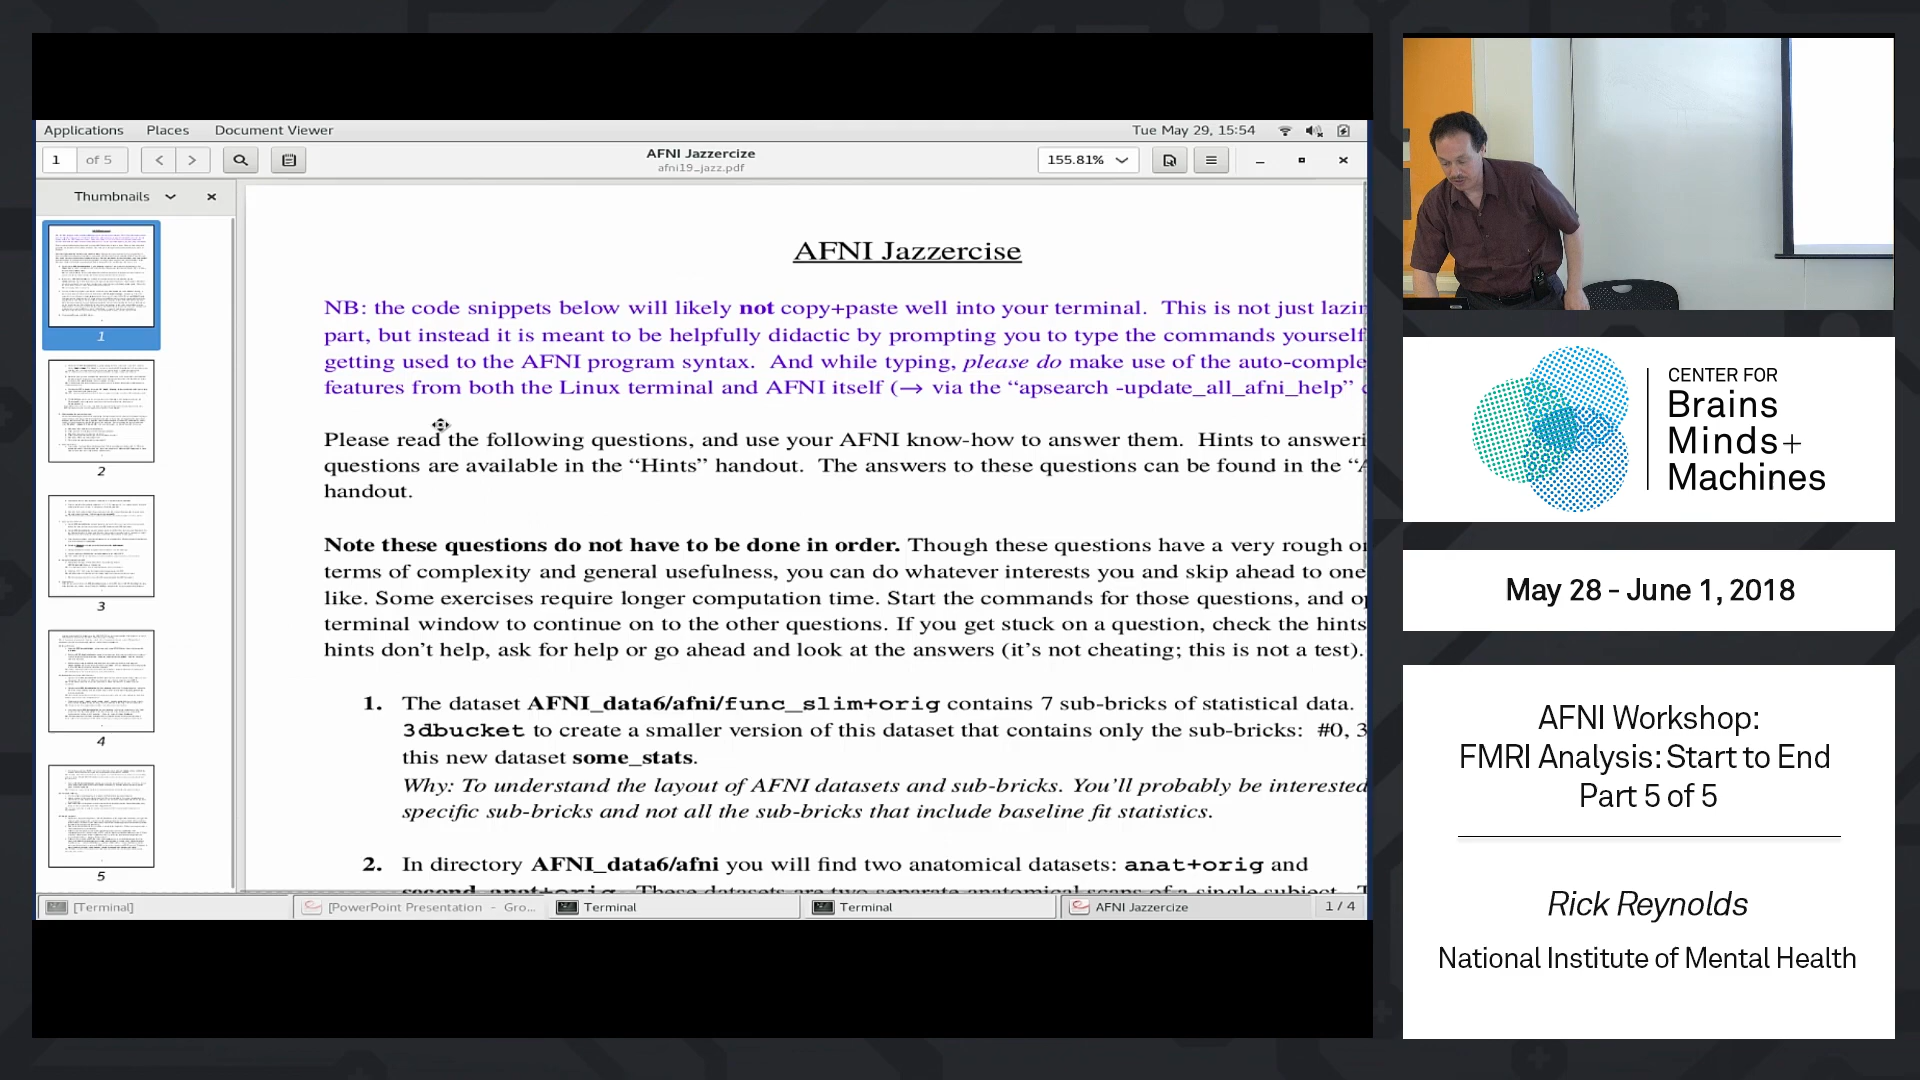 Applications Places Document Viewer
Tue May 29, 15:54
1 of 5
AFNI Jazzercize
afni19_jazz.pdf
155.81%
Thumbnails
1
2
3
4
5
AFNI Jazzercise
NB: the code snippets below will likely not copy+paste well into your terminal. This is not just lazin
part, but instead it is meant to be helpfully didactic by prompting you to type the commands yourself
getting used to the AFNI program syntax. And while typing, please do make use of the auto-comple
features from both the Linux terminal and AFNI itself (→ via the “apsearch -update_all_afni_help”
Please read the following questions, and use your AFNI know-how to answer them. Hints to answeri
questions are available in the “Hints” handout. The answers to these questions can be found in the “A
handout.
Note these questions do not have to be done in order. Though these questions have a very rough or
terms of complexity and general usefulness, you can do whatever interests you and skip ahead to one
like. Some exercises require longer computation time. Start the commands for those questions, and op
terminal window to continue on to the other questions. If you get stuck on a question, check the hints
hints don’t help, ask for help or go ahead and look at the answers (it’s not cheating; this is not a test).
1. The dataset AFNI_data6/afni/func_slim+orig contains 7 sub-bricks of statistical data.
3dbucket to create a smaller version of this dataset that contains only the sub-bricks: #0, 3
this new dataset some_stats.
Why: To understand the layout of AFNI datasets and sub-bricks. You’ll probably be interested
specific sub-bricks and not all the sub-bricks that include baseline fit statistics.
2. In directory AFNI_data6/afni you will find two anatomical datasets: anat+orig and
second_anat+orig. These datasets are two separate anatomical scans of a single subject. T
[Terminal]
[PowerPoint Presentation - Gro...
Terminal
Terminal
AFNI Jazzercize
1 / 4
CENTER FOR
Brains
Minds+
Machines
May 28 - June 1, 2018
AFNI Workshop:
FMRI Analysis: Start to End
Part 5 of 5
Rick Reynolds
National Institute of Mental Health